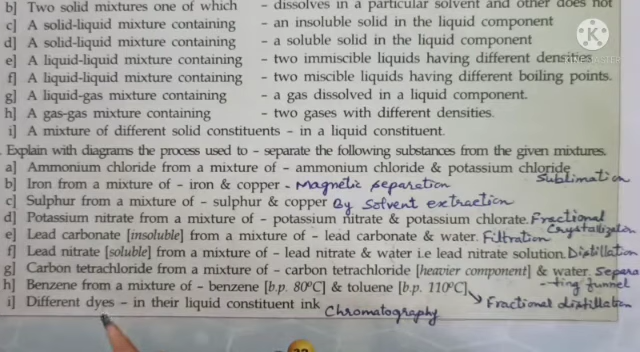 b] Two solid mixtures one of which - dissolves in a particular solvent and other does not
c] A solid-liquid mixture containing - an insoluble solid in the liquid component
d] A solid-liquid mixture containing - a soluble solid in the liquid component
e] A liquid-liquid mixture containing - two immiscible liquids having different densities
f] A liquid-liquid mixture containing - two miscible liquids having different boiling points.
g] A liquid-gas mixture containing - a gas dissolved in a liquid component.
h] A gas-gas mixture containing - two gases with different densities.
i] A mixture of different solid constituents - in a liquid constituent.
Explain with diagrams the process used to - separate the following substances from the given mixtures.
a] Ammonium chloride from a mixture of - ammonium chloride & potassium chloride Sublimation
b] Iron from a mixture of - iron & copper - Magnetic separation
c] Sulphur from a mixture of - sulphur & copper By Solvent extraction
d] Potassium nitrate from a mixture of - potassium nitrate & potassium chlorate. Fractional Crystallization
e] Lead carbonate [insoluble] from a mixture of - lead carbonate & water. Filtration
f] Lead nitrate [soluble] from a mixture of - lead nitrate & water i.e lead nitrate solution. Distillation
g] Carbon tetrachloride from a mixture of - carbon tetrachloride [heavier component] & water. Separa
-ting funnel
h] Benzene from a mixture of - benzene [b.p. 80°C] & toluene [b.p. 110°C] Fractional distillation
i] Different dyes - in their liquid constituent ink Chromatography